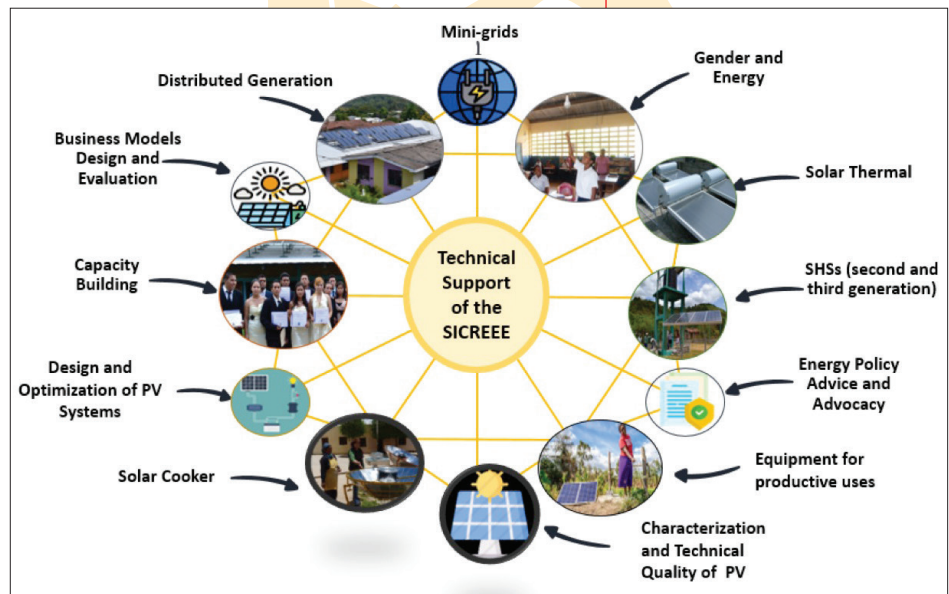 Mini-grids
Distributed Generation
Gender and
Energy
Business Models
Design and
Evaluation
Solar Thermal
Technical
Support
of the
SICREEE
Capacity
Building
SHSs (second and
third generation)
Design and
Optimization of PV
Systems
Energy Policy
Advice and
Advocacy
Solar Cooker
Equipment for
productive uses
Characterization
and Technical
Quality of PV